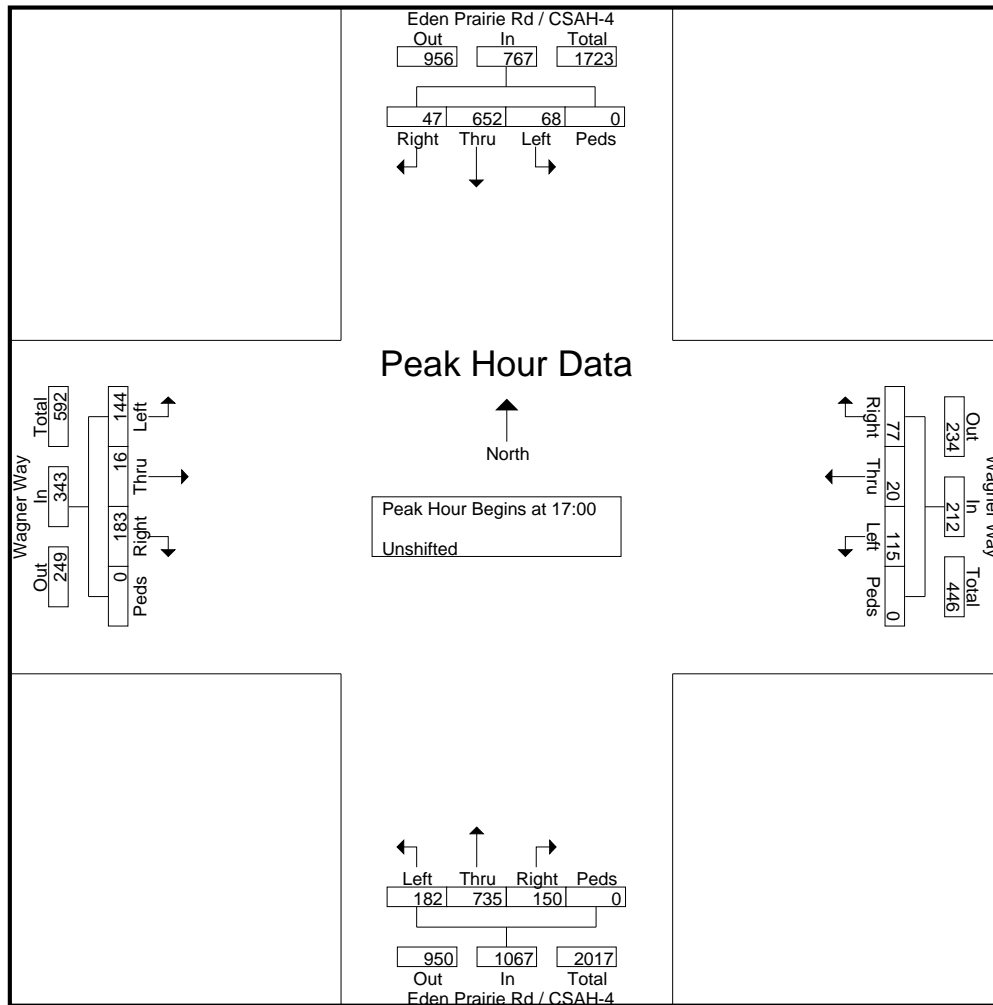 Eden Prairie Rd / CSAH-4
Out In Total
956 767 1723
47 652 68 0
Right Thru Left Peds
Peak Hour Data
North
Peak Hour Begins at 17:00
Unshifted
Wagner Way
Total In Out
592 343 249
144 16 183 0
Left Thru Right Peds
Right Thru Left Peds
77 20 115 0
234 212 446
Out In Total
Wagner Way
Left Thru Right Peds
182 735 150 0
950 1067 2017
Out In Total
Eden Prairie Rd / CSAH-4